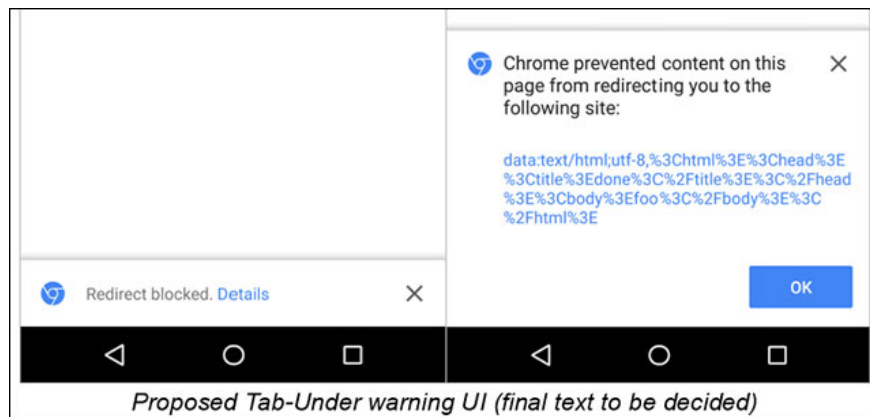 Redirect blocked. Details
Chrome prevented content on this
page from redirecting you to the
following site:
data:text/html;utf-8,%3Chtml%3E%3Chead%3E
%3Ctitle%3Edone%3C%2Ftitle%3E%3C%2Fhead
%3E%3Cbody%3Efoo%3C%2Fbody%3E%3C
%2Fhtml%3E
OK
Proposed Tab-Under warning UI (final text to be decided)